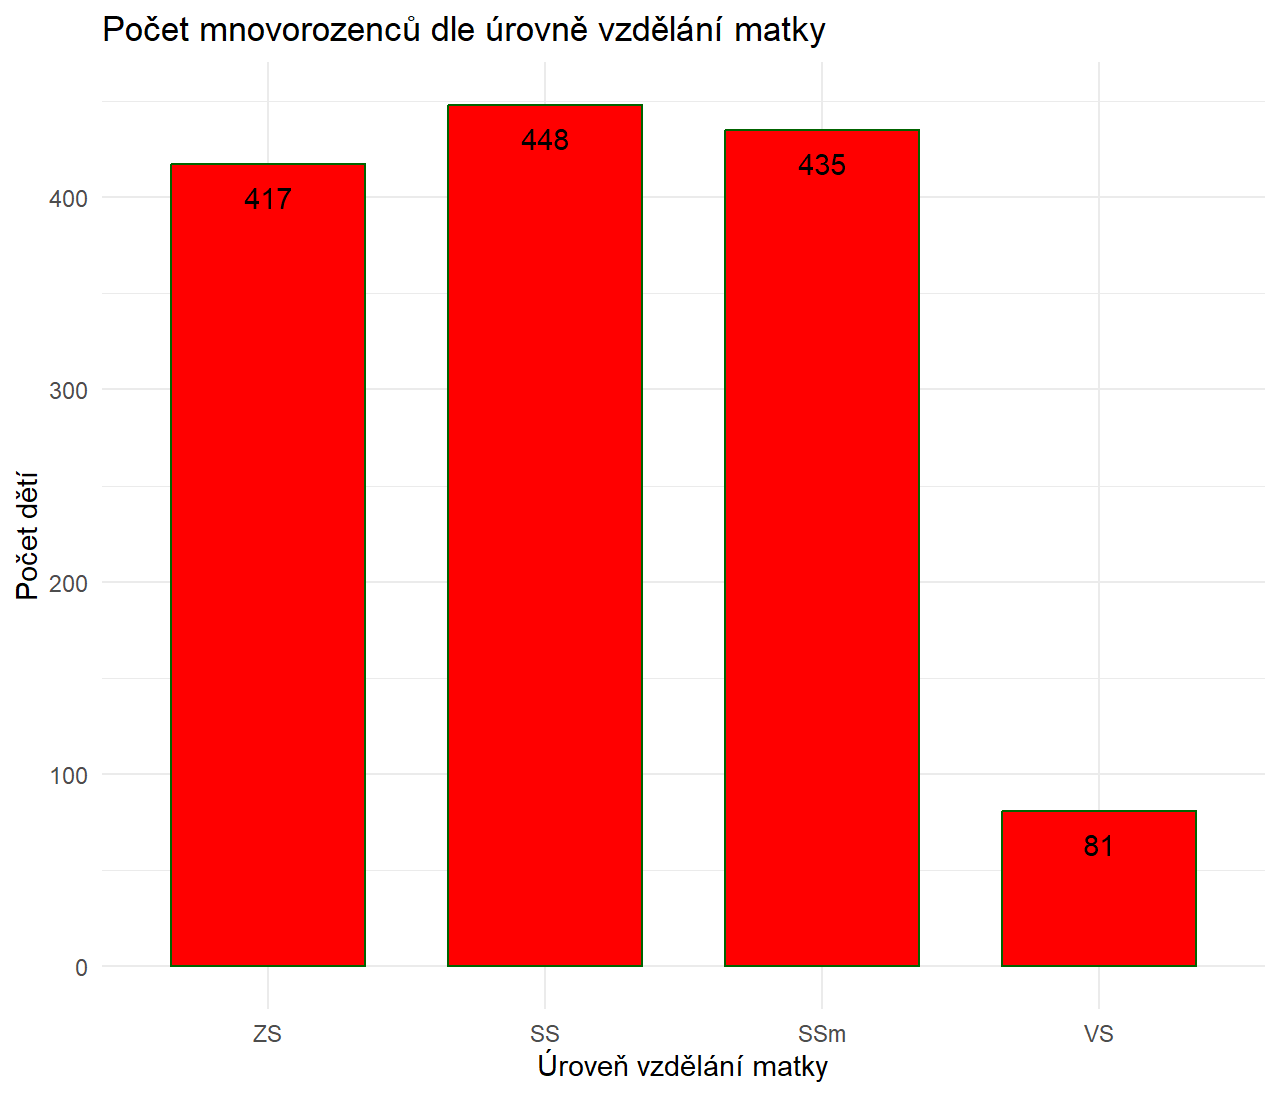 Počet mnovorozenců dle úrovně vzdělání matky
Počet dětí
400
300
200
100
0
417
448
435
81
ZS
SS
SSm
VS
Úroveň vzdělání matky